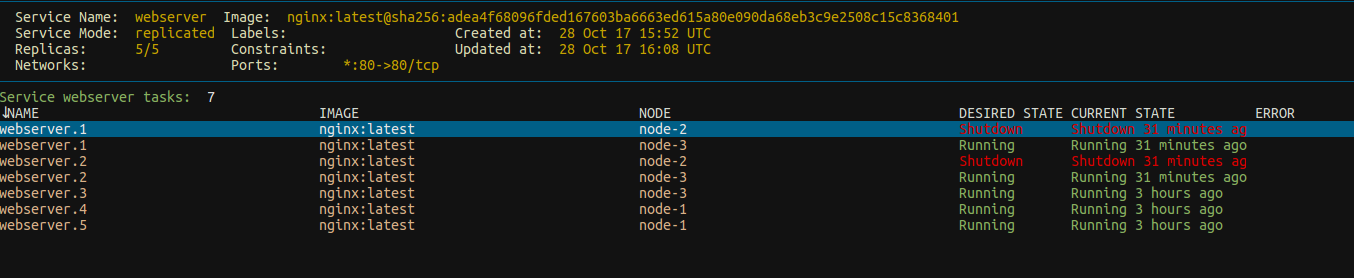 Service Name: webserver Image: nginx:latest@sha256:adea4f68096fded167603ba6663ed615a80e090da68eb3c9e2508c15c8368401
Service Mode: replicated Labels: Created at: 28 Oct 17 15:52 UTC
Replicas: 5/5 Constraints: Updated at: 28 Oct 17 16:08 UTC
Networks: Ports: *:80->80/tcp
Service webserver tasks: 7
↓NAME IMAGE NODE DESIRED STATE CURRENT STATE ERROR
webserver.1 nginx:latest node-2 Shutdown Shutdown 31 minutes ag
webserver.1 nginx:latest node-3 Running Running 31 minutes ago
webserver.2 nginx:latest node-2 Shutdown Shutdown 31 minutes ag
webserver.2 nginx:latest node-3 Running Running 31 minutes ago
webserver.3 nginx:latest node-3 Running Running 3 hours ago
webserver.4 nginx:latest node-1 Running Running 3 hours ago
webserver.5 nginx:latest node-1 Running Running 3 hours ago